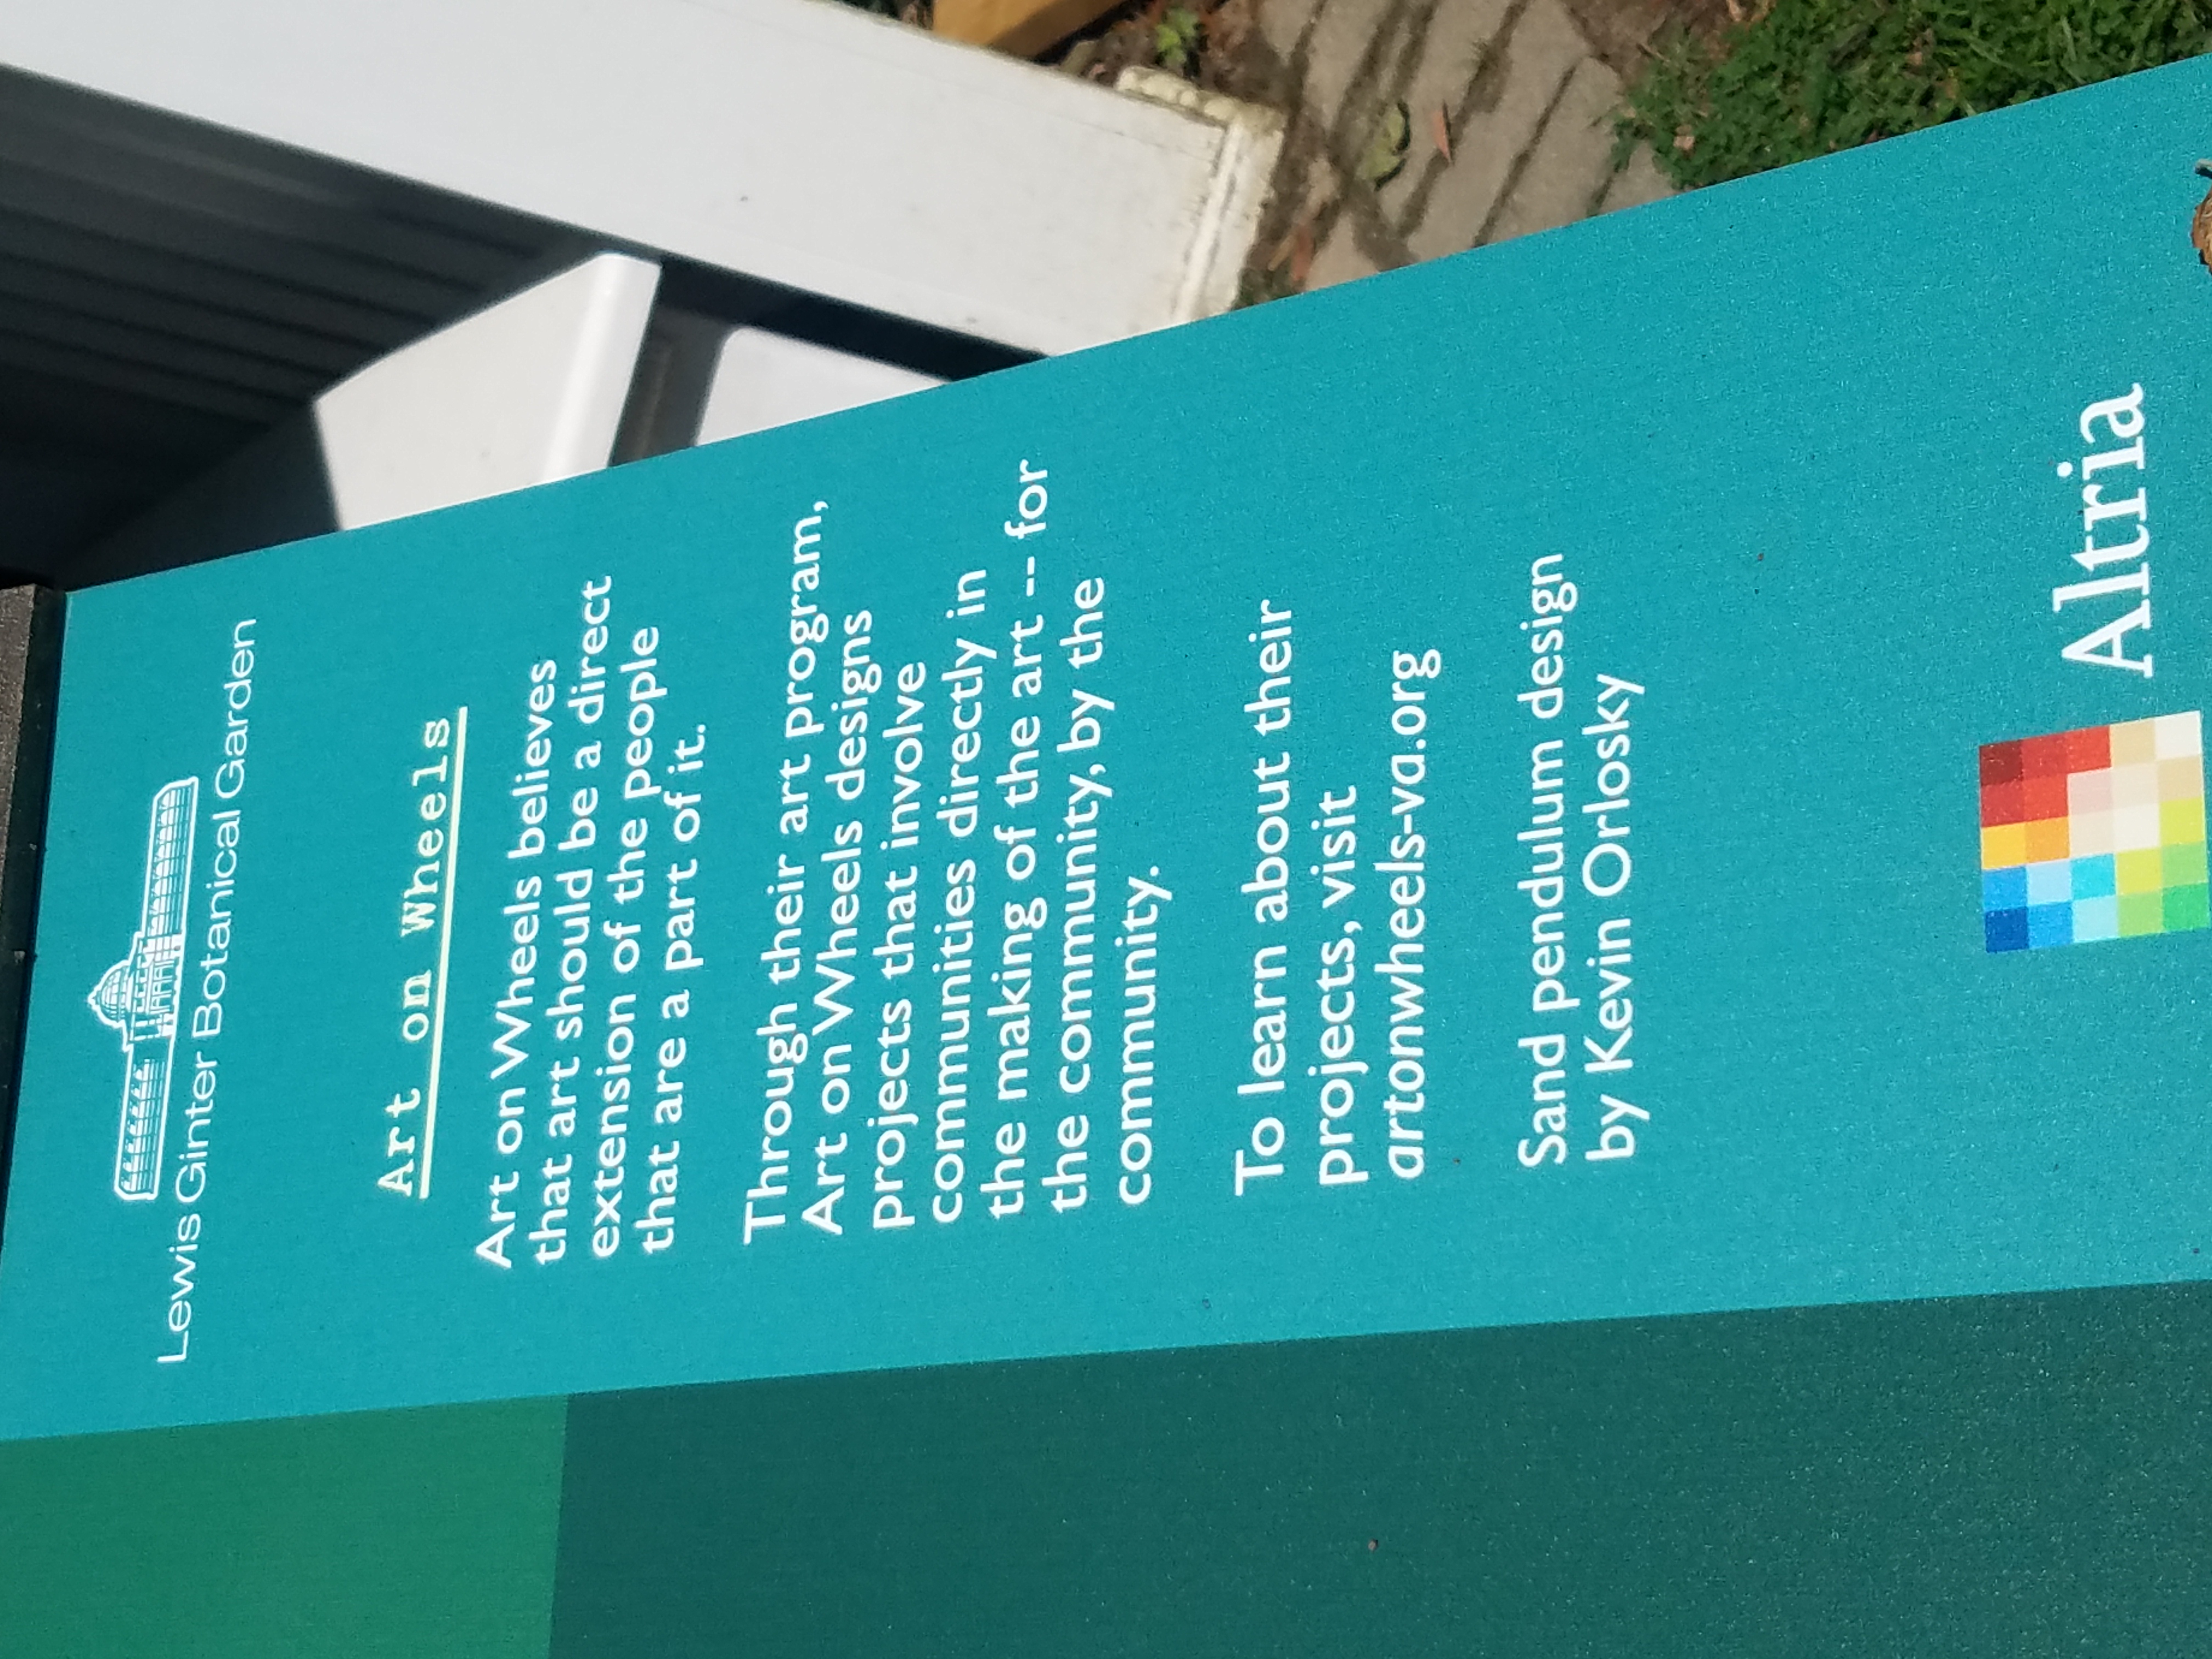 Lewis Ginter Botanical Garden
Art on Wheels
Art on Wheels believes
that art should be a direct
extension of the people
that are a part of it.
Through their art program,
Art on Wheels designs
projects that involve
communities directly in
the making of the art -- for
the community, by the
community.
To learn about their
projects, visit
artonwheels-va.org
Sand pendulum design
by Kevin Orlosky
Altria